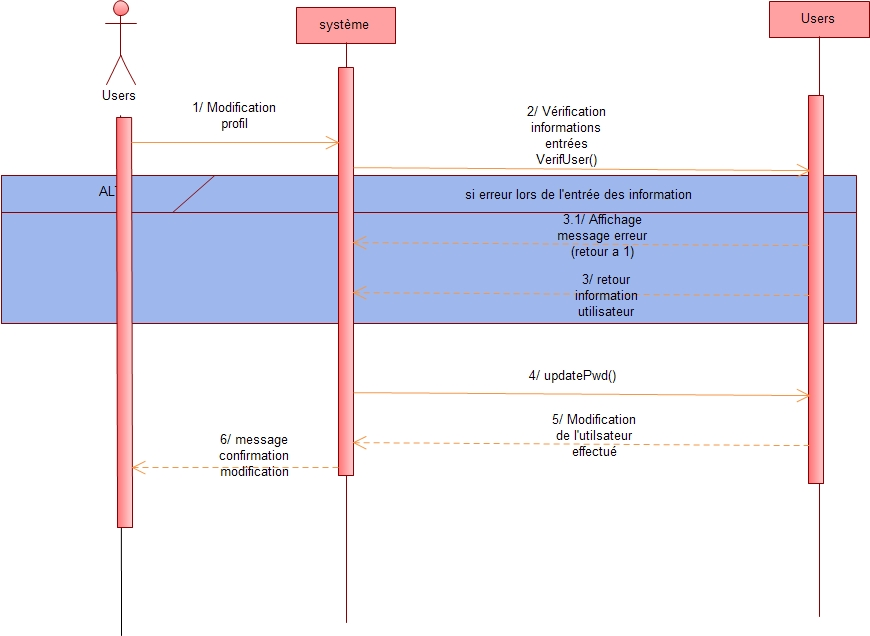 système
Users
Users
1/ Modification
profil
2/ Vérification
informations
entrées
VerifUser()
si erreur lors de l'entrée des information
3.1/ Affichage
message erreur
(retour a 1)
3/ retour
information
utilisateur
4/ updatePwd()
5/ Modification
de l'utilsateur
effectué
6/ message
confirmation
modification